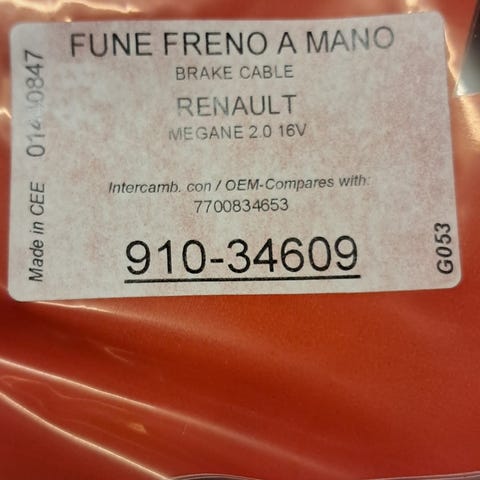 FUNE FRENO A MANO
BRAKE CABLE
RENAULT
MEGANE 2.0 16V
Intercamb. con / OEM-Compares with:
7700834653
910-34609
Made in CEE
G053